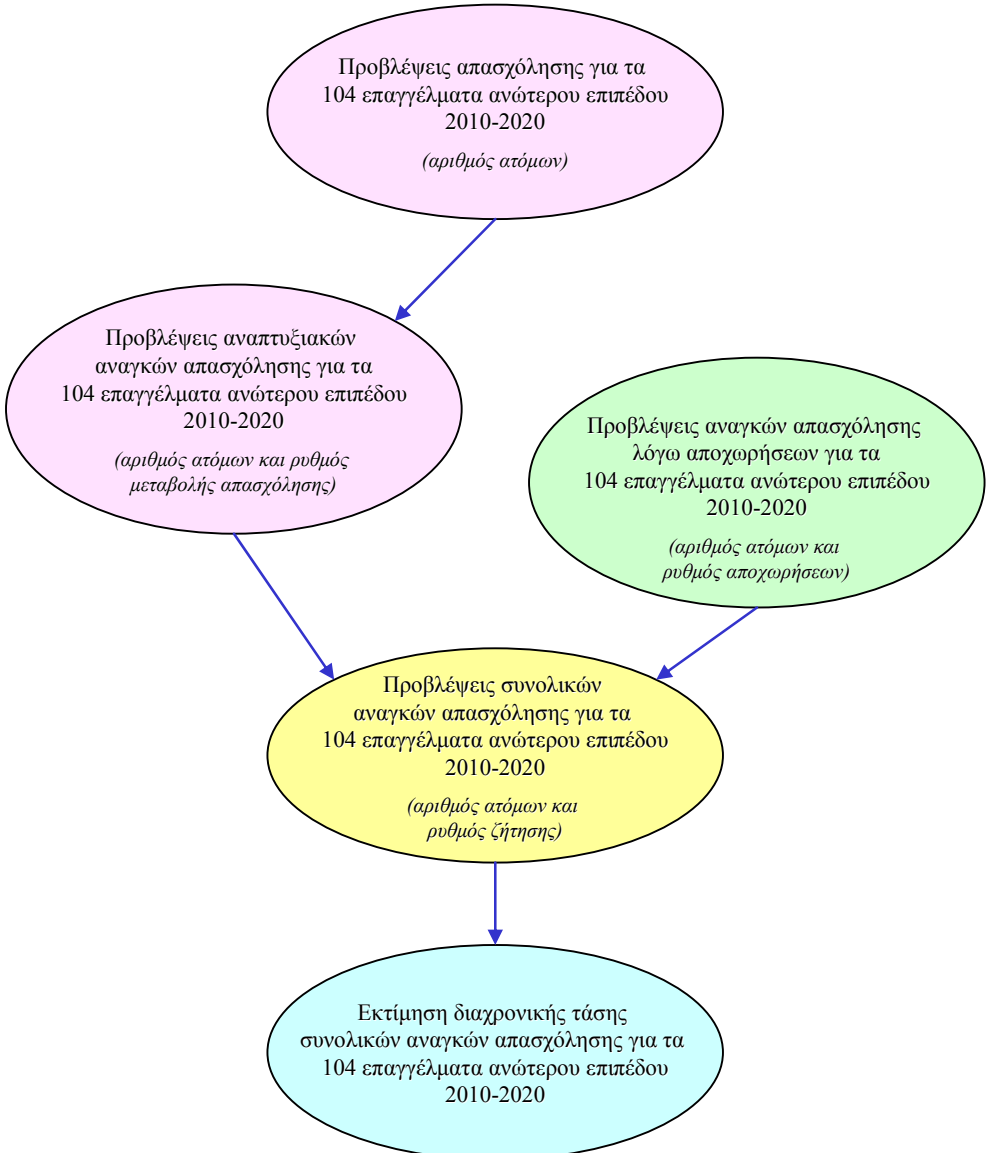 Προβλέψεις απασχόλησης για τα
104 επαγγέλματα ανώτερου επιπέδου
2010-2020
(αριθμός ατόμων)
Προβλέψεις αναπτυξιακών
αναγκών απασχόλησης για τα
104 επαγγέλματα ανώτερου επιπέδου
2010-2020
(αριθμός ατόμων και ρυθμός
μεταβολής απασχόλησης)
Προβλέψεις αναγκών απασχόλησης
λόγω αποχωρήσεων για τα
104 επαγγέλματα ανώτερου επιπέδου
2010-2020
(αριθμός ατόμων και
ρυθμός αποχωρήσεων)
Προβλέψεις συνολικών
αναγκών απασχόλησης για τα
104 επαγγέλματα ανώτερου επιπέδου
2010-2020
(αριθμός ατόμων και
ρυθμός ζήτησης)
Εκτίμηση διαχρονικής τάσης
συνολικών αναγκών απασχόλησης για τα
104 επαγγέλματα ανώτερου επιπέδου
2010-2020